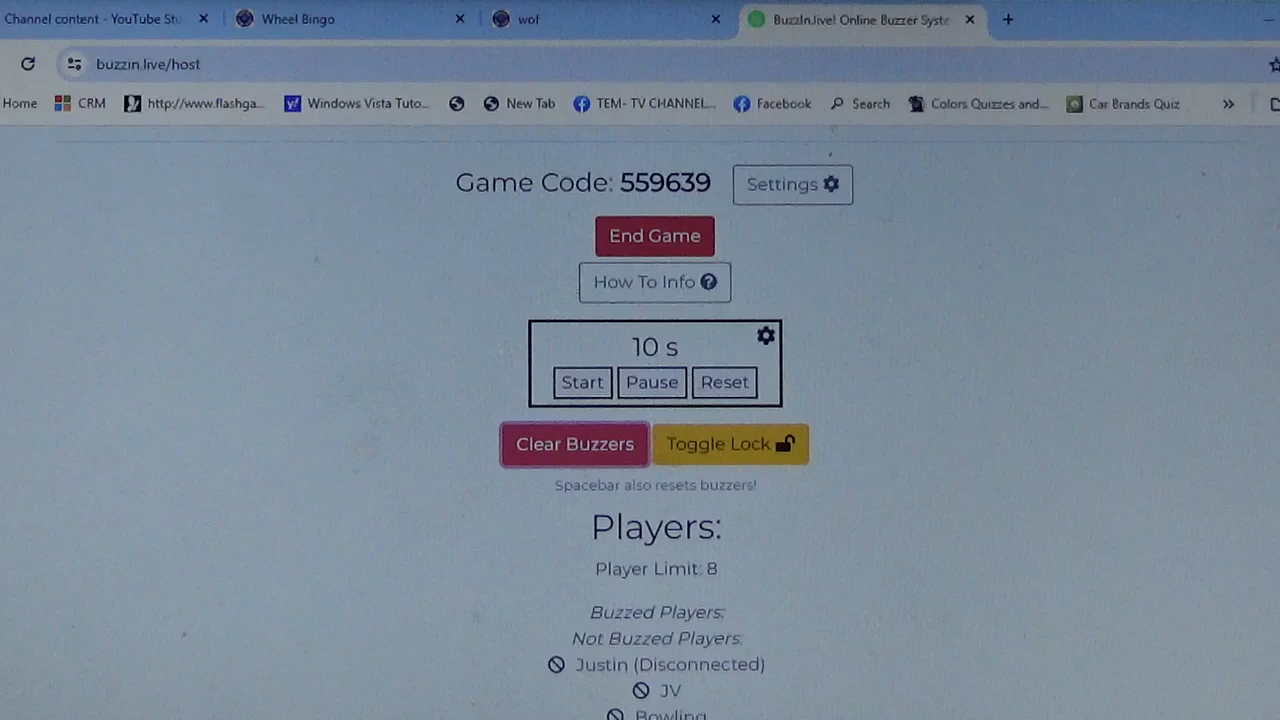 Channel content - YouTube Stu
Wheel Bingo
wof
BuzzIn.live! Online Buzzer Syste
buzzin.live/host
Home
CRM
http://www.flashga...
Windows Vista Tuto...
New Tab
TEM- TV CHANNEL...
Facebook
Search
Colors Quizzes and...
Car Brands Quiz
Game Code: 559639
Settings
End Game
How To Info
10 s
Start Pause Reset
Clear Buzzers
Toggle Lock
Spacebar also resets buzzers!
Players:
Player Limit: 8
Buzzed Players:
Not Buzzed Players:
Justin (Disconnected)
JV
Bowling